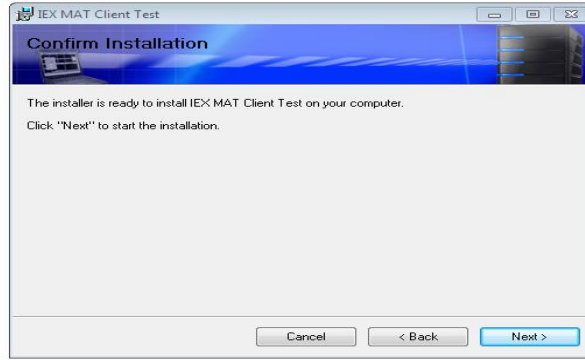 IEX MAT Client Test
Confirm Installation
The installer is ready to install IEX MAT Client Test on your computer.
Click "Next" to start the installation.
Cancel
< Back
Next >